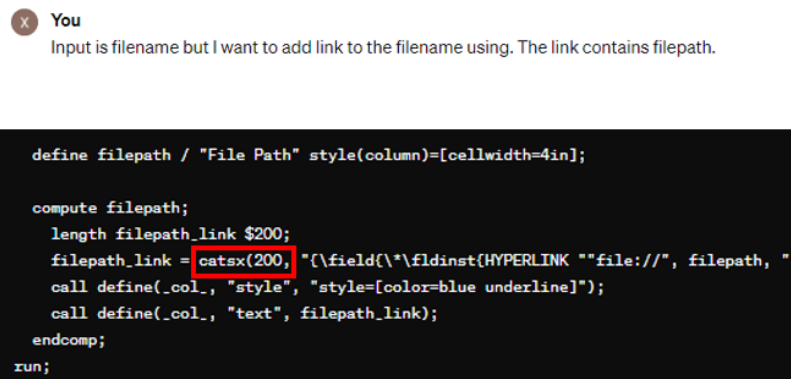 X
You
Input is filename but I want to add link to the filename using. The link contains filepath.
define filepath / "File Path" style(column)=[cellwidth=4in];
compute filepath;
length filepath_link $200;
filepath_link = catsx(200, "{\field{\*\fldinst{HYPERLINK ""file://", filepath, "
call define(_col_, "style", "style=[color=blue underline]");
call define(_col_, "text", filepath_link);
endcomp;
run;